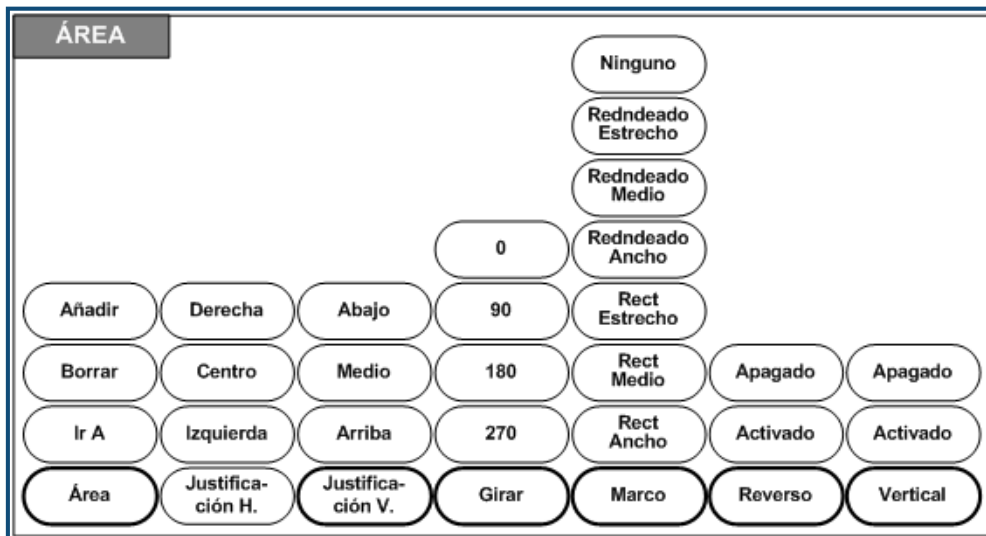 ÁREA
Ninguno
Redndeado
Estrecho
Redndeado
Medio
0
Redndeado
Ancho
Añadir
Derecha
Abajo
90
Rect
Estrecho
Borrar
Centro
Medio
180
Rect
Medio
Apagado
Apagado
Ir A
Izquierda
Arriba
270
Rect
Ancho
Activado
Activado
Área
Justifica-
ción H.
Justifica-
ción V.
Girar
Marco
Reverso
Vertical